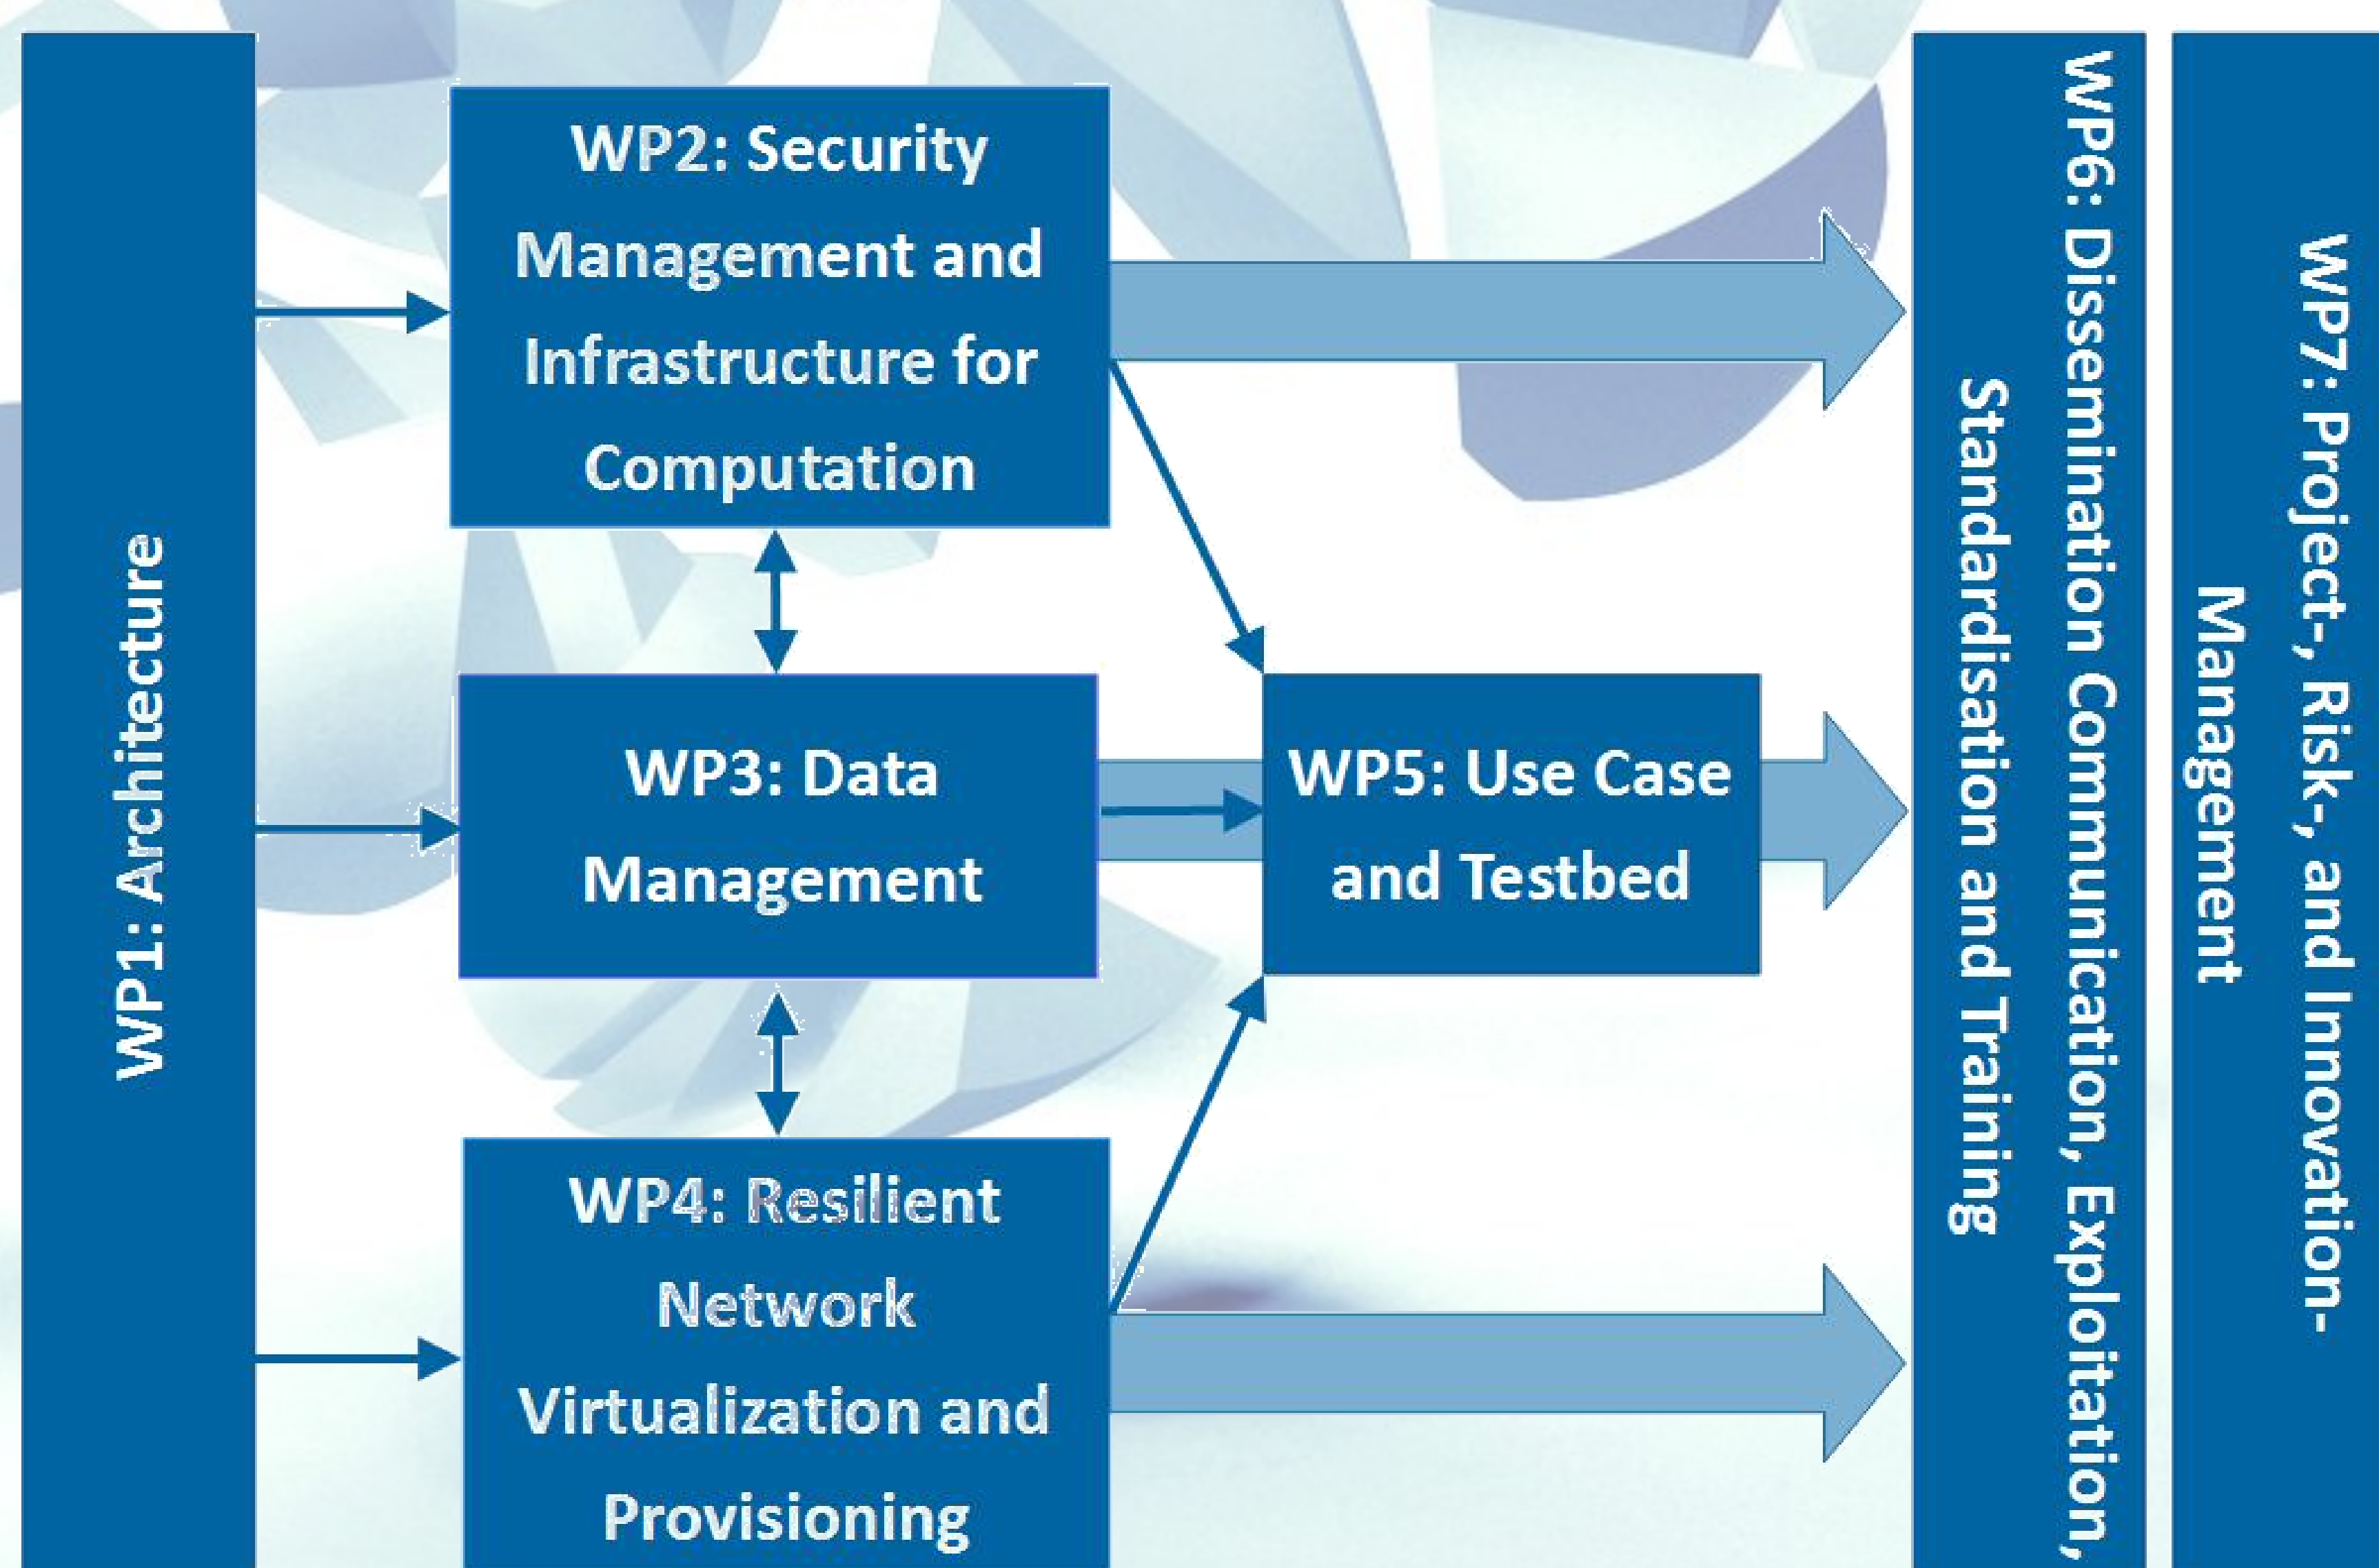 WP1: Architecture
WP2: Security
Management and
Infrastructure for
Computation
WP3: Data
Management
WP4: Resilient
Network
Virtualization and
Provisioning
WP5: Use Case
and Testbed
WP6: Dissemination Communication, Exploitation,
Standardisation and Training
WP7: Project-, Risk-, and Innovation-
Management